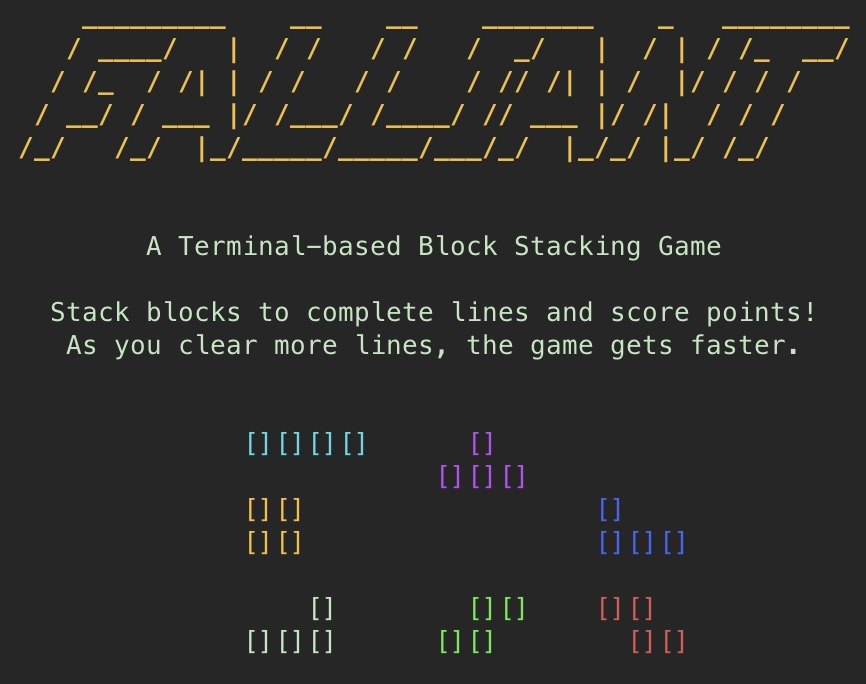 FALLIANT
A Terminal-based Block Stacking Game
Stack blocks to complete lines and score points!
As you clear more lines, the game gets faster.
[][][][] []
[][][]
[][] []
[][] [][][]
[] [][] [][]
[][][] [][] [][]